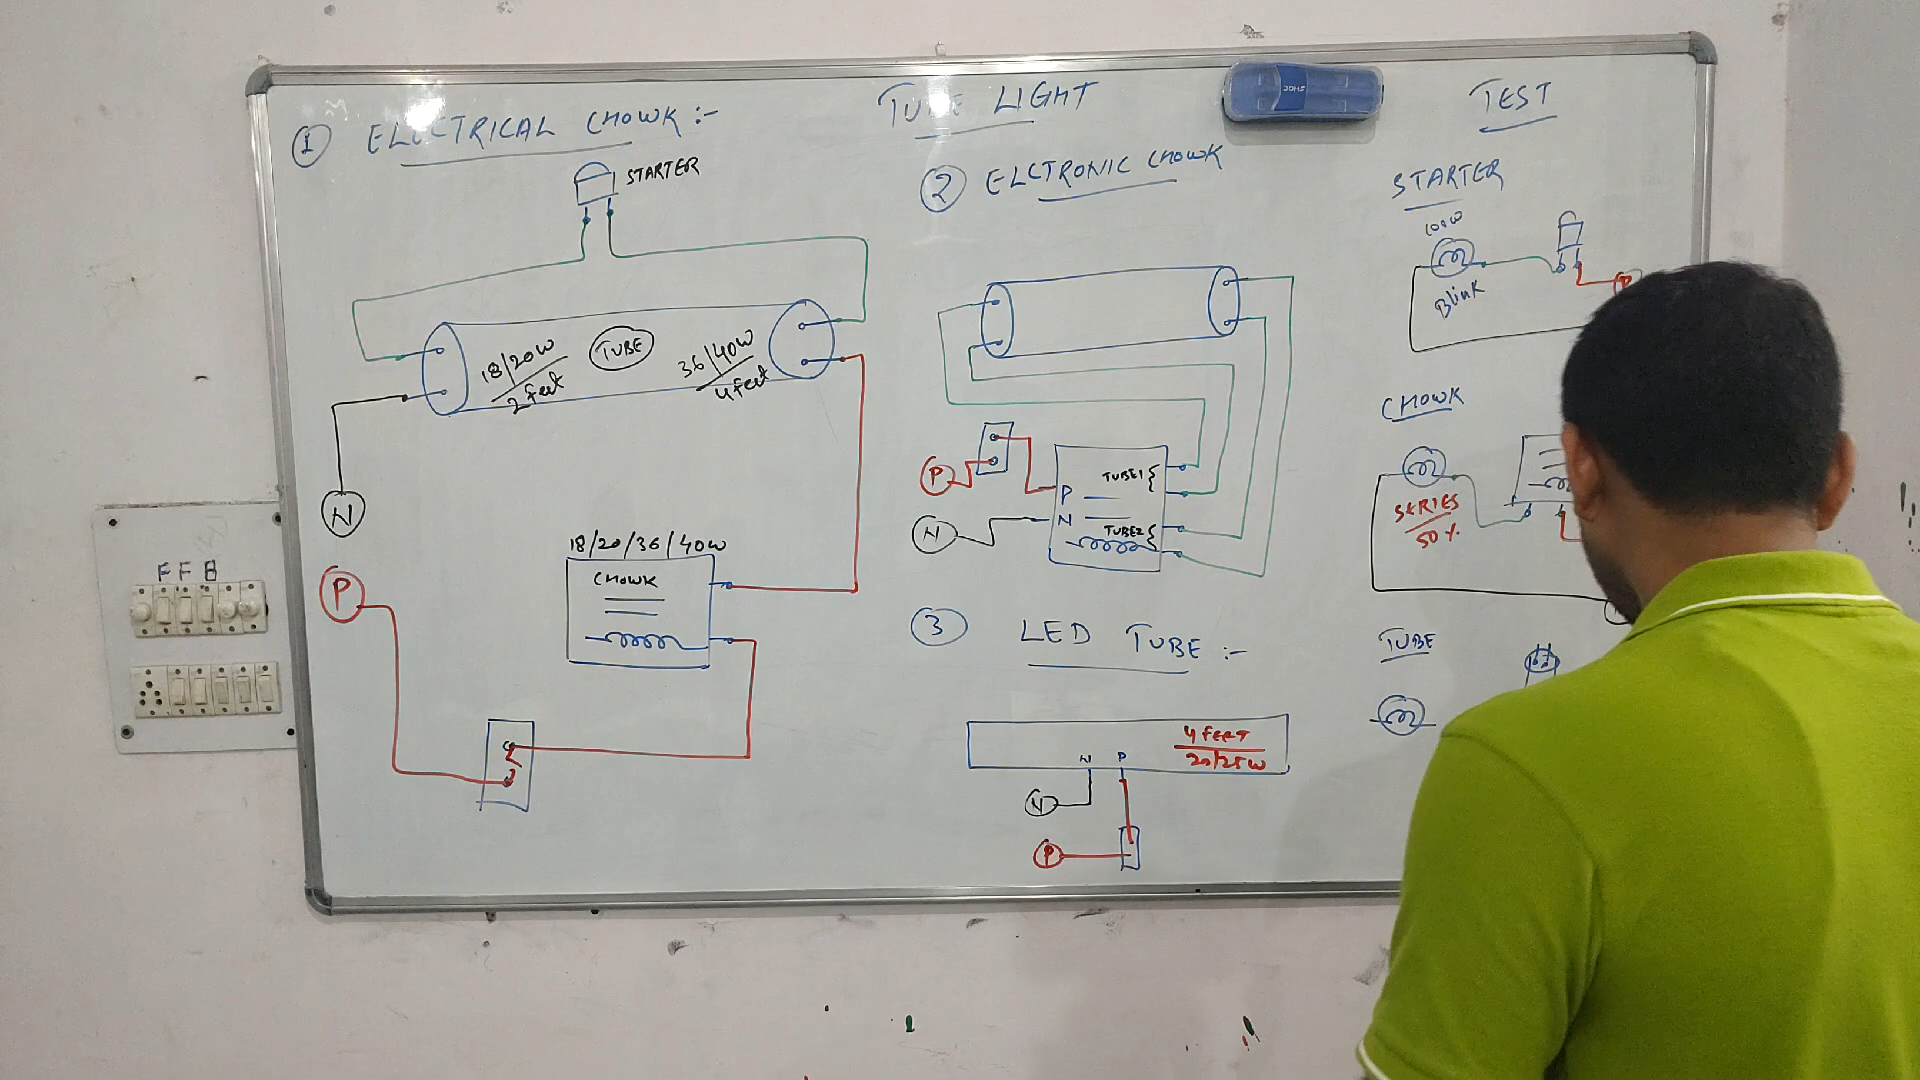 TUBE LIGHT
① ELECTRICAL CHOWK :-
STARTER
18/20W
2 feet
TUBE
36/40W
4 feet
N
P
18/20/36/40W
CHOWK
② ELCTRONIC CHOWK
P
N
TUBE1
P
N
TUBE2
③ LED TUBE :-
4 FEET
20/25W
N P
N
P
TEST
STARTER
100W
Blink
P
CHOWK
SERIES
50%
TUBE
F F B